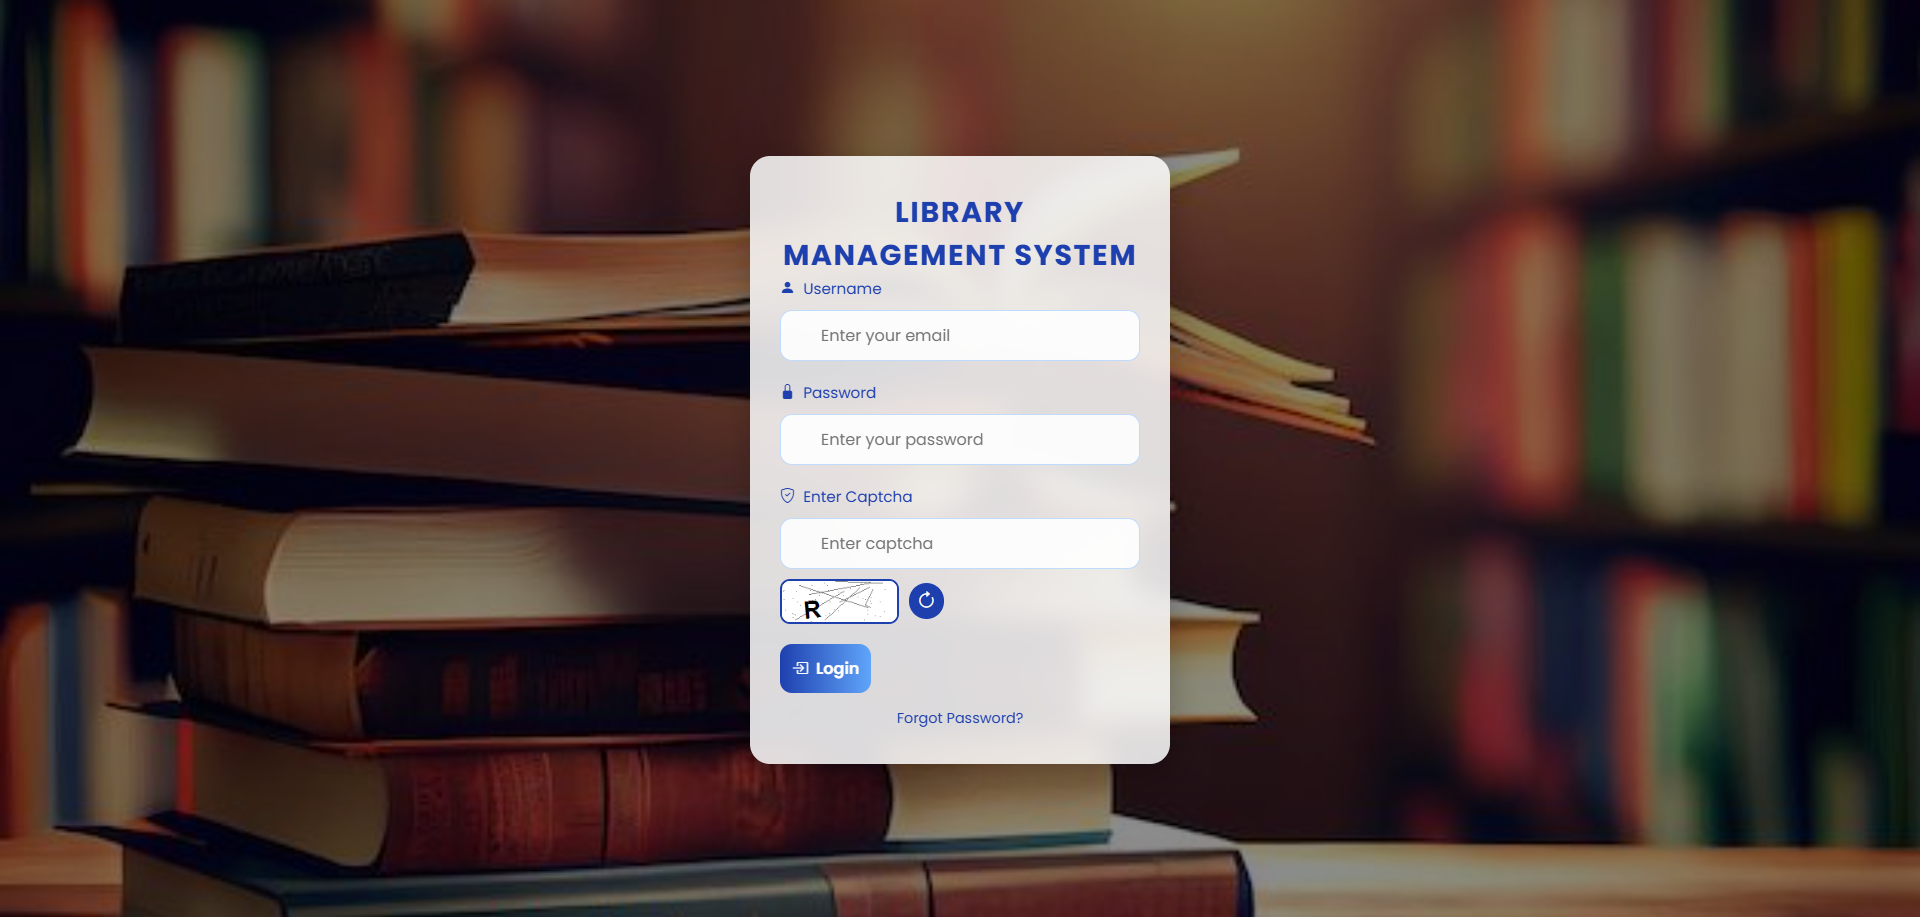 LIBRARY
MANAGEMENT SYSTEM
Username
Enter your email
Password
Enter your password
Enter Captcha
Enter captcha
R
Login
Forgot Password?